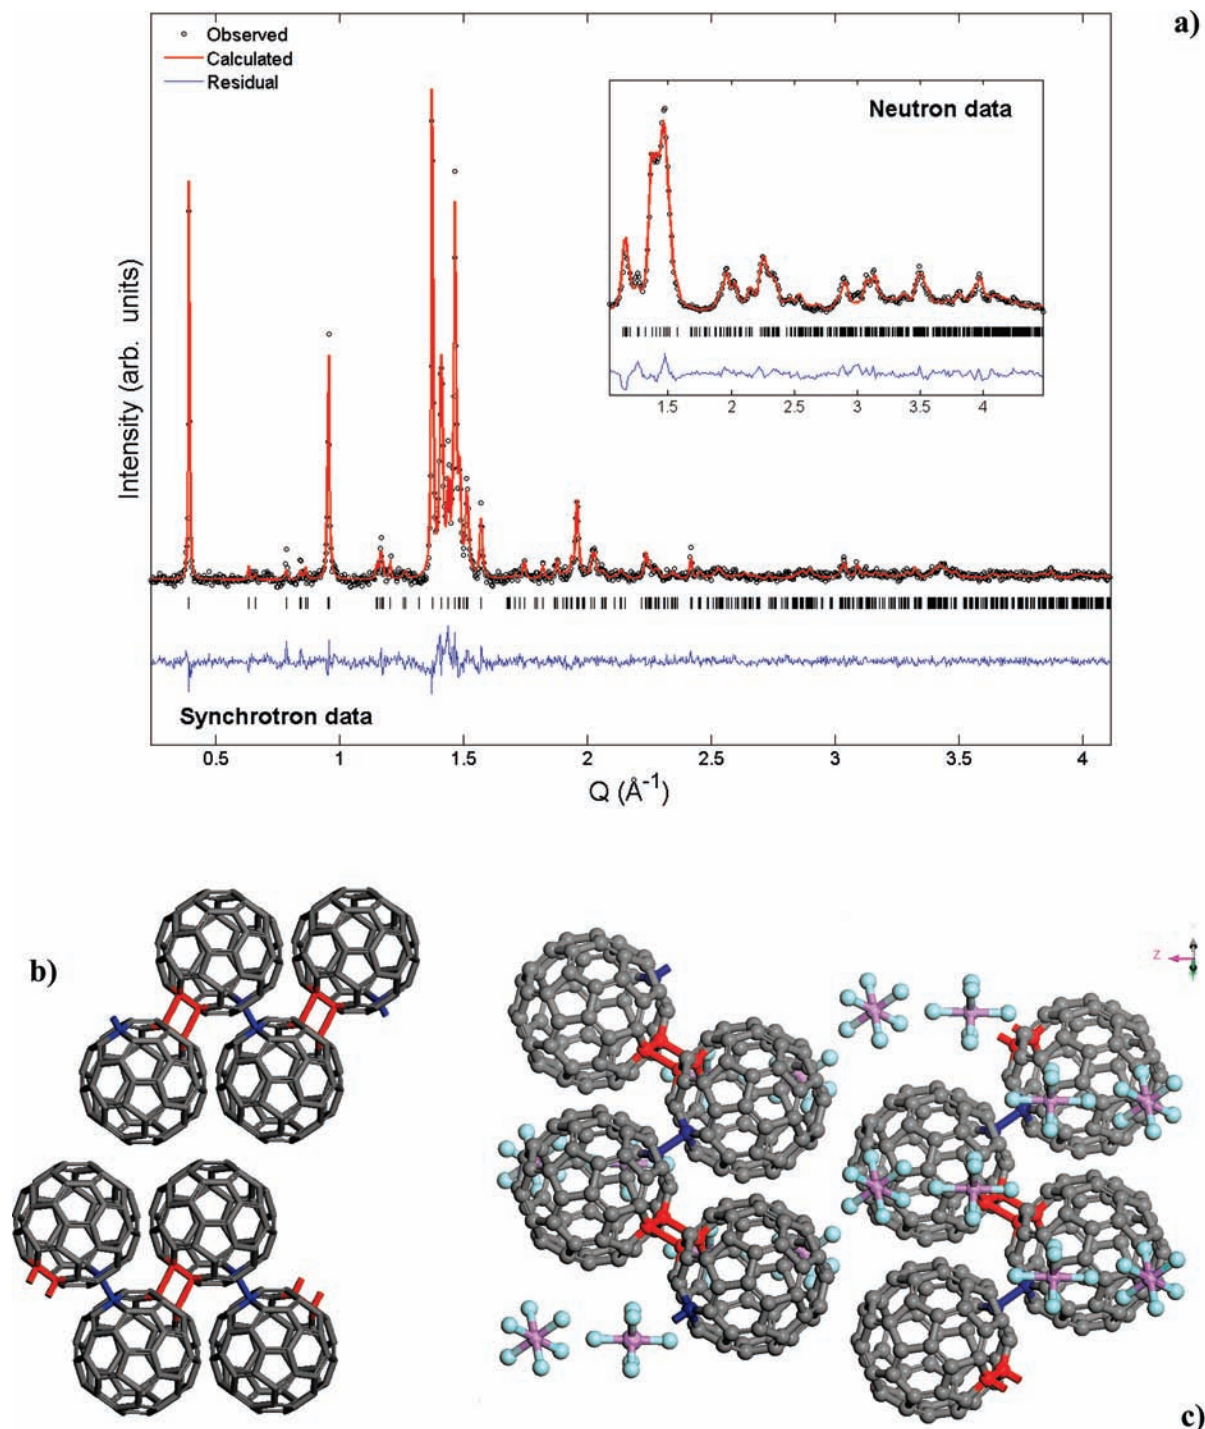 a)
Observed
Calculated
Residual
Neutron data
1.5 2 2.5 3 3.5 4
Intensity (arb. units)
Synchrotron data
0.5 1 1.5 2 2.5 3 3.5 4
Q (Å⁻¹)
b)
Z
c)